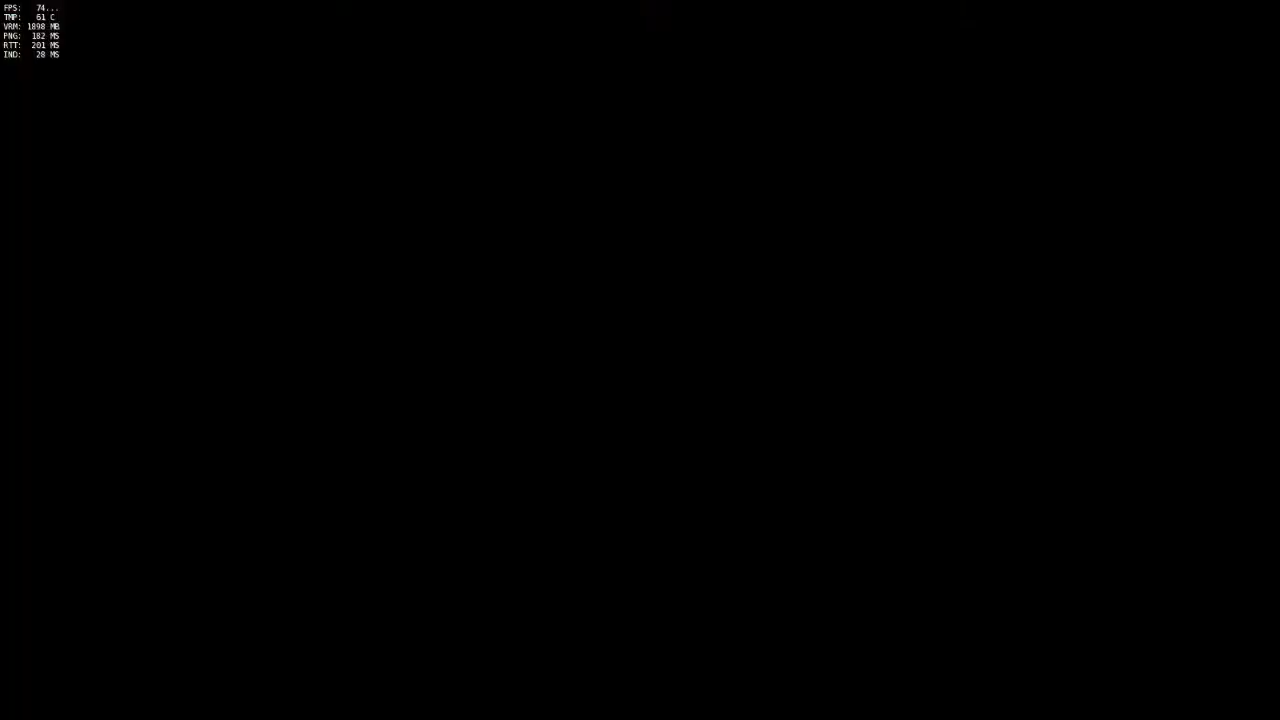 FPS: 74...
TMP: 61 C
VRM: 1898 MB
PNG: 182 MS
RTT: 201 MS
IND: 28 MS